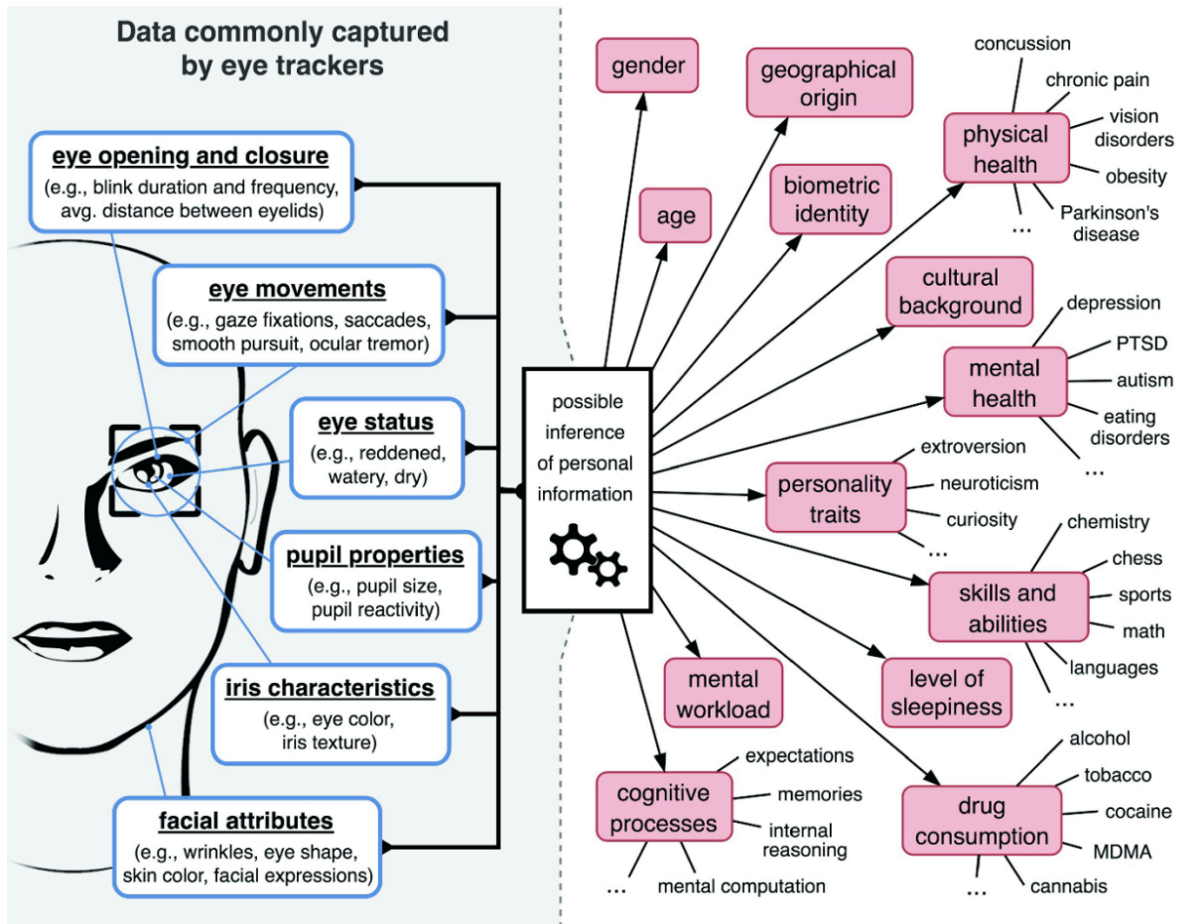 Data commonly captured
by eye trackers
eye opening and closure
(e.g., blink duration and frequency,
avg. distance between eyelids)
eye movements
(e.g., gaze fixations, saccades,
smooth pursuit, ocular tremor)
eye status
(e.g., reddened,
watery, dry)
pupil properties
(e.g., pupil size,
pupil reactivity)
iris characteristics
(e.g., eye color,
iris texture)
facial attributes
(e.g., wrinkles, eye shape,
skin color, facial expressions)
possible
inference
of personal
information
gender
geographical
origin
age
biometric
identity
physical
health
concussion
chronic pain
vision
disorders
obesity
Parkinson's
disease
...
cultural
background
mental
health
depression
PTSD
autism
eating
disorders
...
personality
traits
extroversion
neuroticism
curiosity
...
skills and
abilities
chemistry
chess
sports
math
languages
...
mental
workload
level of
sleepiness
cognitive
processes
expectations
memories
internal
reasoning
mental computation
...
drug
consumption
alcohol
tobacco
cocaine
MDMA
cannabis
...